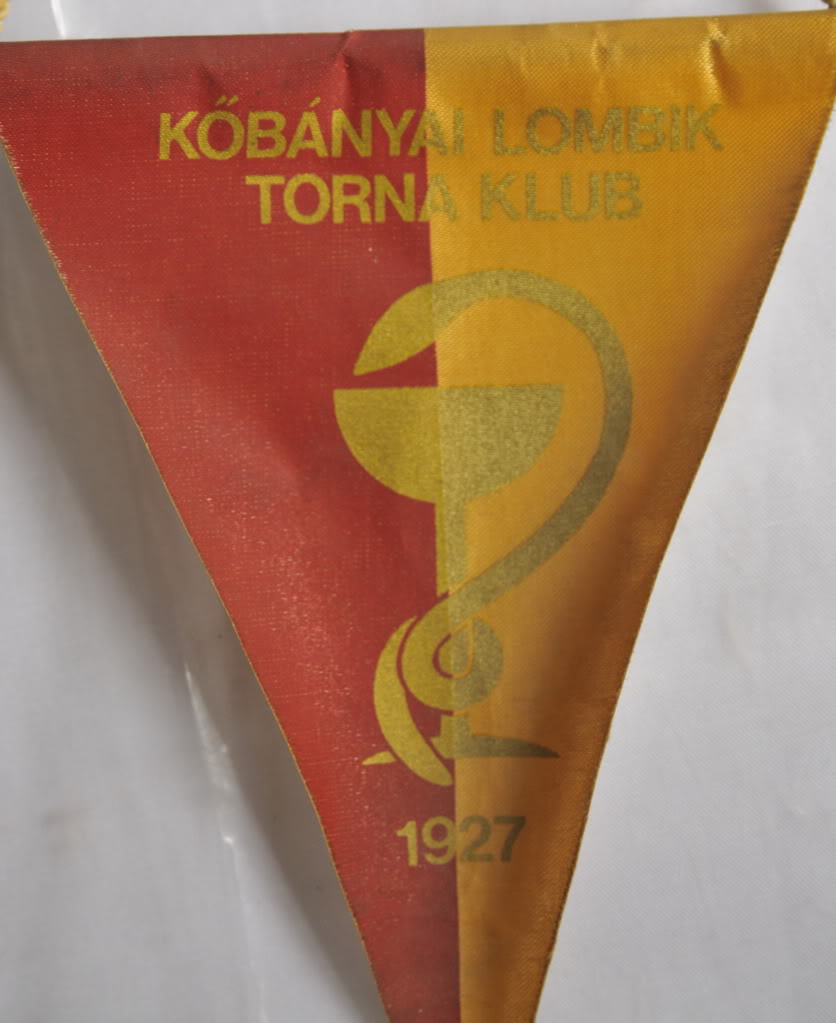 KŐBÁNYAI LOMBIK
TORNA KLUB
1927